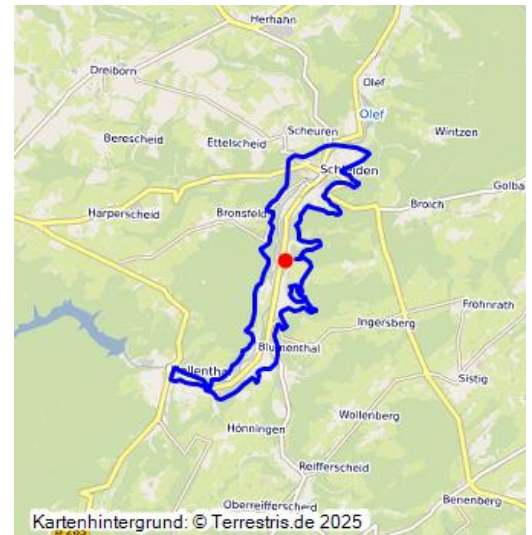 Herhahn
Dreiborn
Olef
Olef
Scheuren
Wintzen
Berescheid
Ettelscheid
Schleiden
Golba
Broich
Harperscheid
Bronsfeld
Frohnrath
Ingersberg
Blumenthal
Hellenthal
Sistig
Wollenberg
Hönningen
Reifferscheid
Benenberg
Oberreifferscheid
Kartenhintergrund: © Terrestris.de 2025